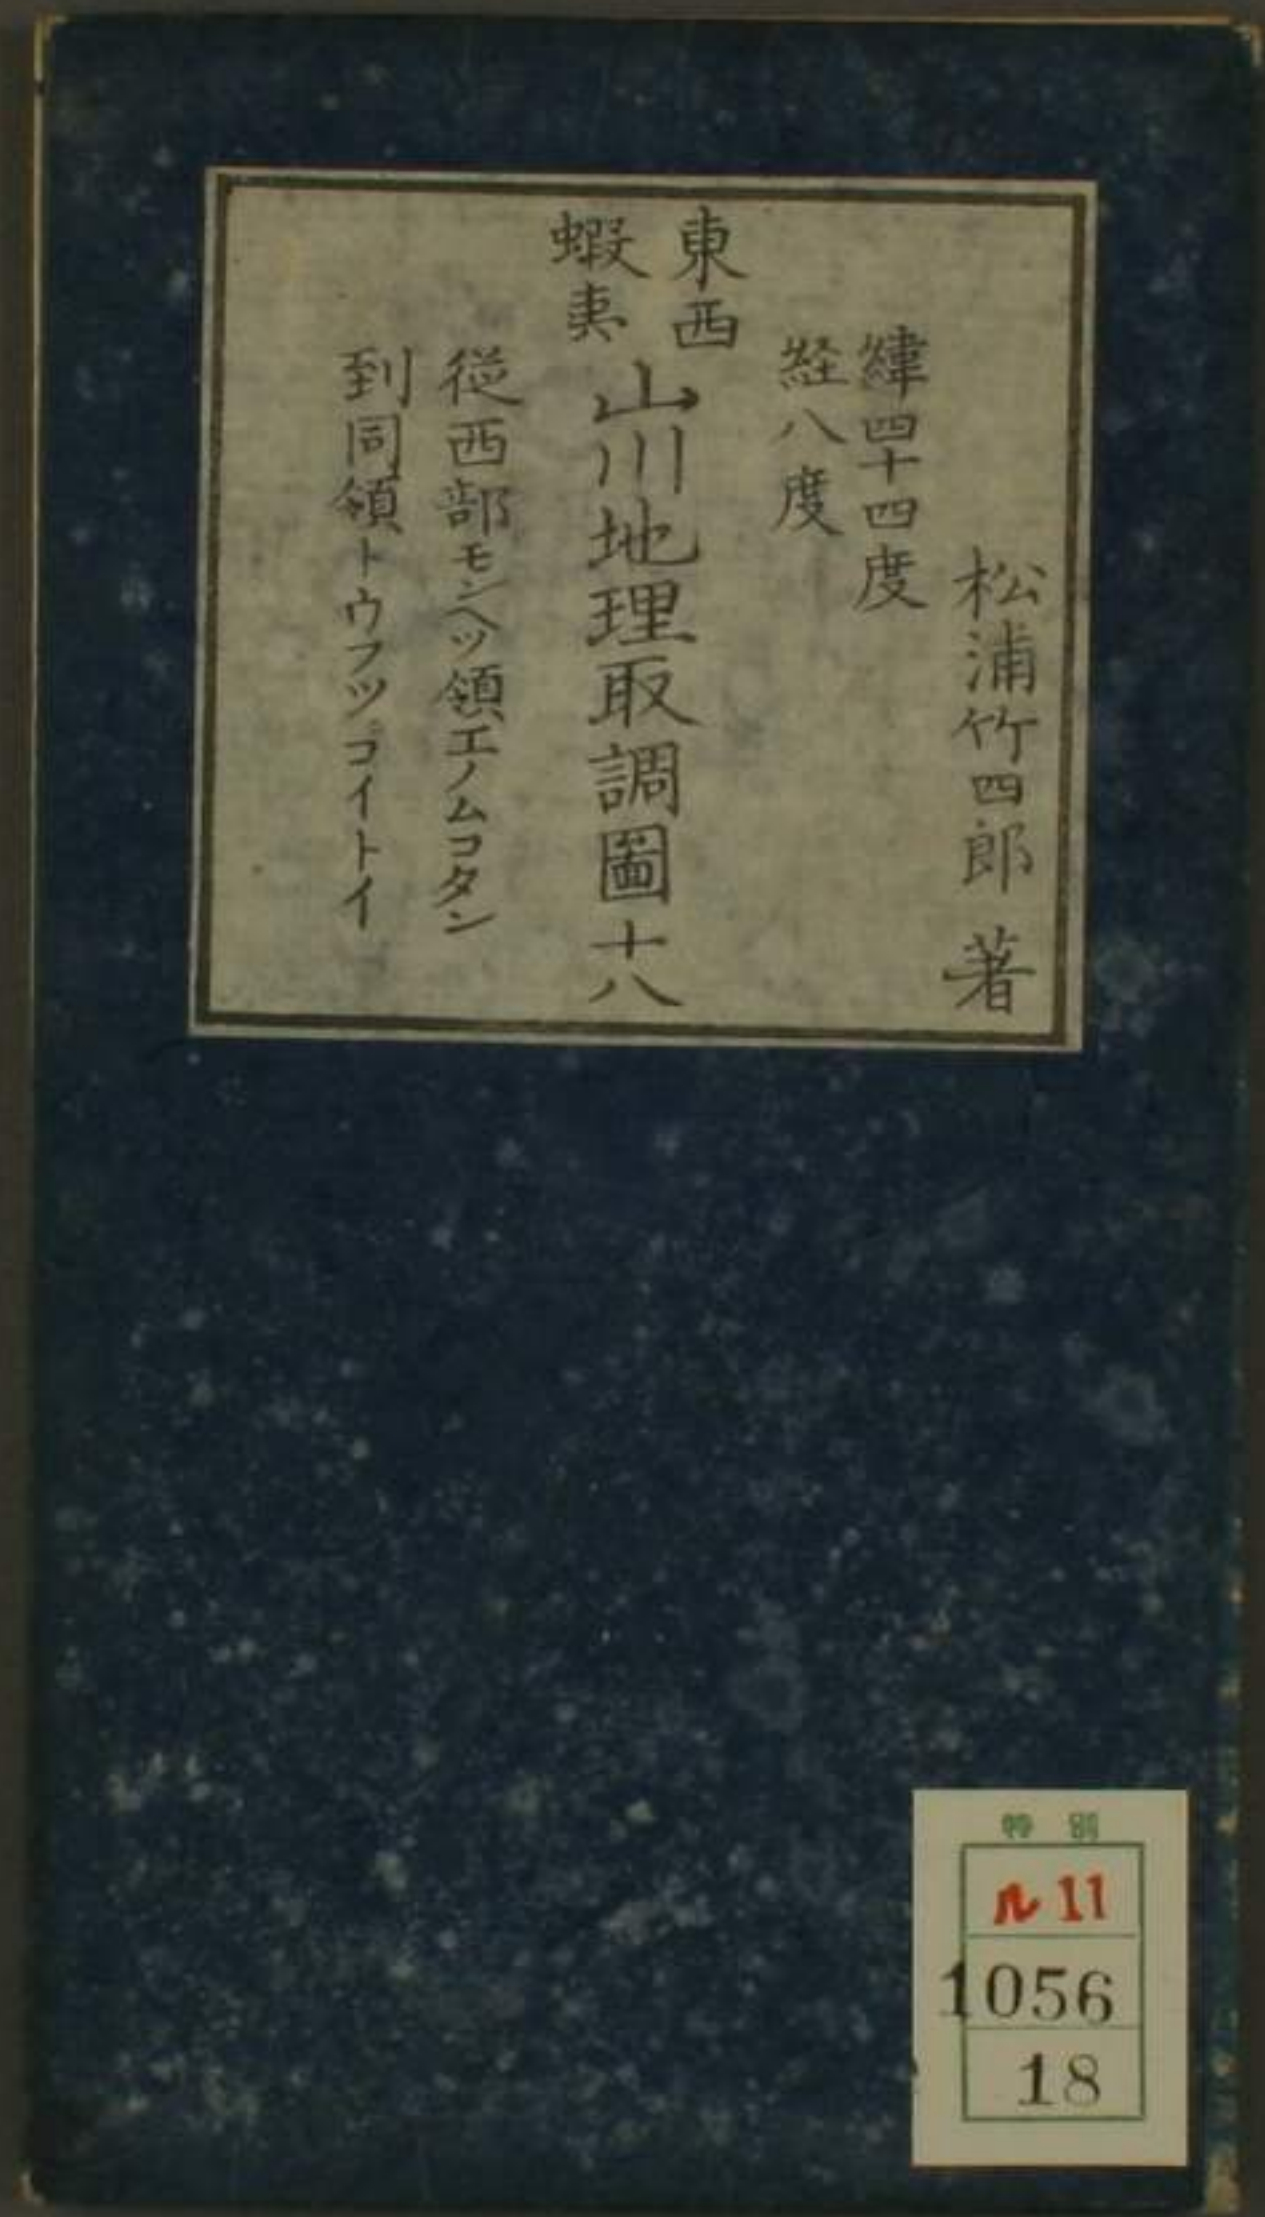 松浦竹四郎著
緯四十四度
経八度
東西
蝦夷
山川地理取調圖十八
従西部モンヘツ領エノムコタン
到同領トウフツコイトイ
特別
ル11
1056
18